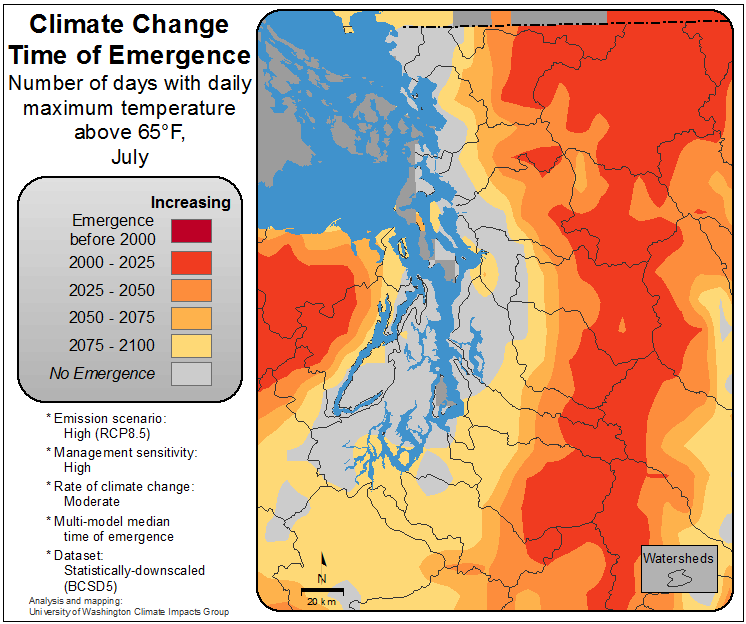 Climate Change
Time of Emergence
Number of days with daily
maximum temperature
above 65°F,
July
Increasing
Emergence
before 2000
2000 - 2025
2025 - 2050
2050 - 2075
2075 - 2100
No Emergence
* Emission scenario:
High (RCP8.5)
* Management sensitivity:
High
* Rate of climate change:
Moderate
* Multi-model median
time of emergence
* Dataset:
Statistically-downscaled
(BCSD5)
Analysis and mapping:
University of Washington Climate Impacts Group
N
20 km
Watersheds